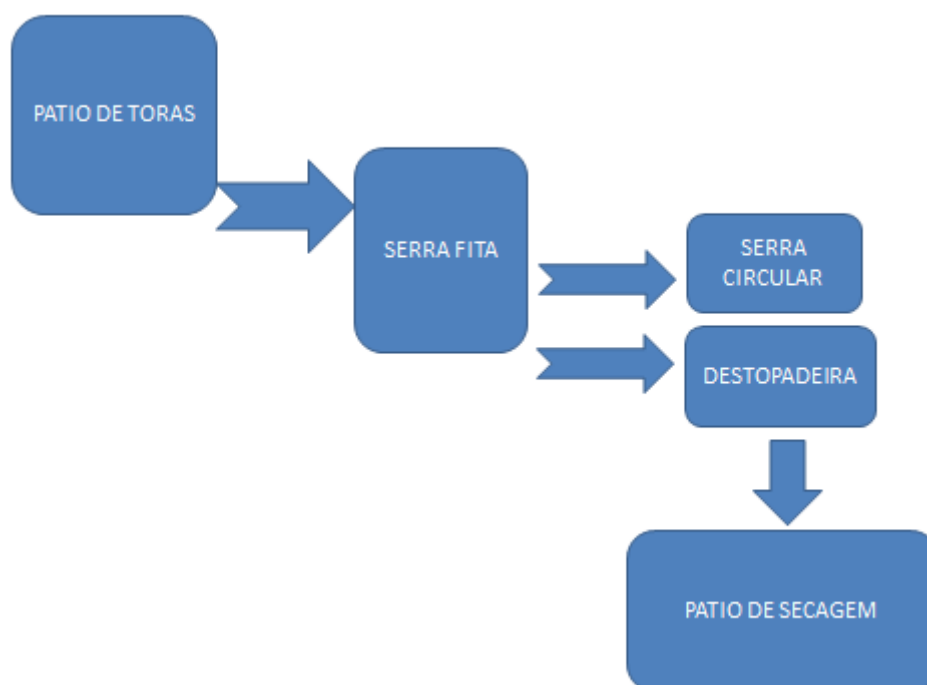 PATIO DE TORAS
SERRA FITA
SERRA
CIRCULAR
DESTOPADEIRA
PATIO DE SECAGEM